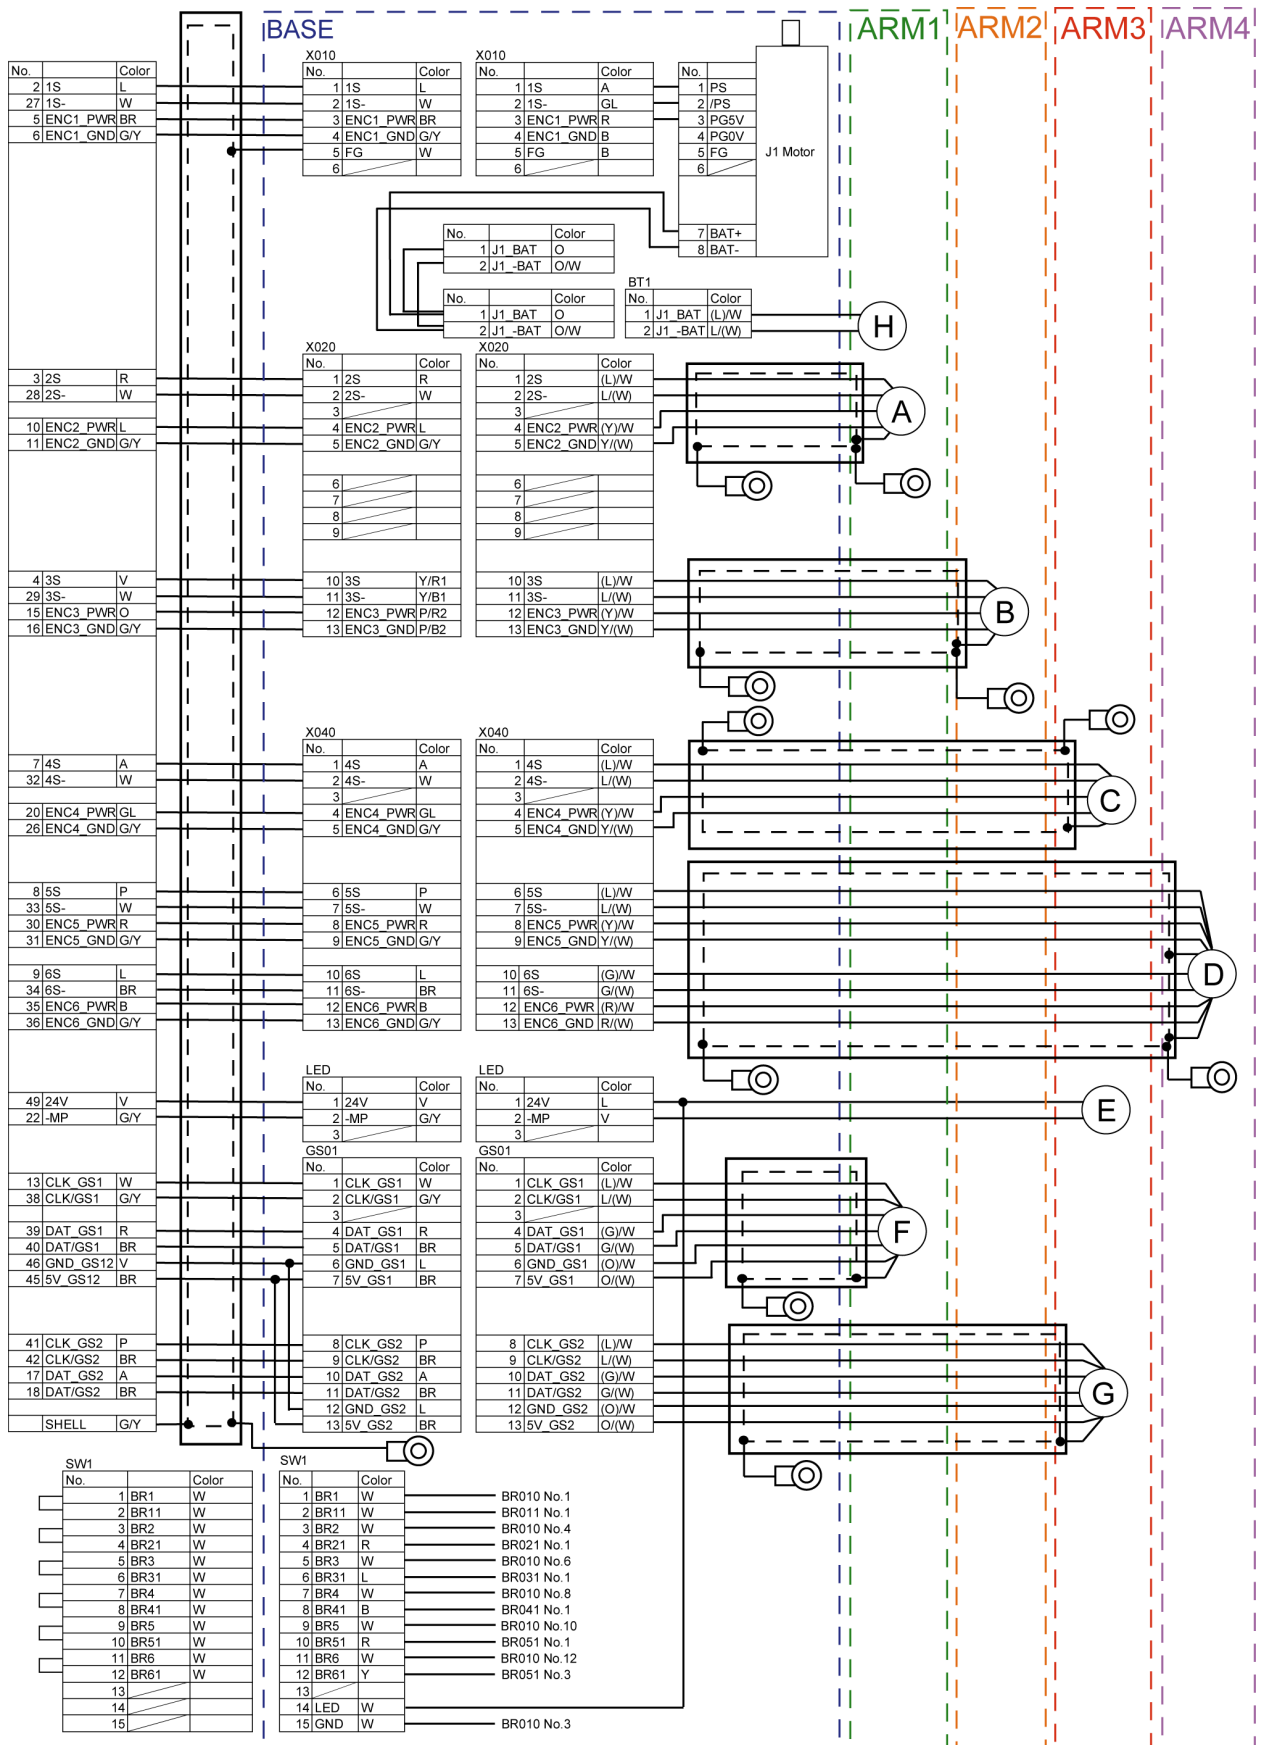 BASE
ARM1
ARM2
ARM3
ARM4
No. Color
2 1S L
27 1S- W
5 ENC1_PWR BR
6 ENC1_GND G/Y
X010
No. Color
1 1S L
2 1S- W
3 ENC1_PWR BR
4 ENC1_GND G/Y
5 FG W
6
X010
No. Color
1 1S A
2 1S- GL
3 ENC1_PWR R
4 ENC1_GND B
5 FG B
6
No.
1 PS
2 /PS
3 PG5V
4 PG0V
5 FG
6
7 BAT+
8 BAT-
J1 Motor
No. Color
1 J1_BAT O
2 J1_-BAT O/W
No. Color
1 J1_BAT O
2 J1_-BAT O/W
BT1
No. Color
1 J1_BAT (L)/W
2 J1_-BAT L/(W)
H
3 2S R
28 2S- W
10 ENC2_PWR L
11 ENC2_GND G/Y
X020
No. Color
1 2S R
2 2S- W
3
4 ENC2_PWR L
5 ENC2_GND G/Y
6
7
8
9
X020
No. Color
1 2S (L)/W
2 2S- L/(W)
3
4 ENC2_PWR (Y)/W
5 ENC2_GND Y/(W)
6
7
8
9
A
4 3S V
29 3S- W
15 ENC3_PWR O
16 ENC3_GND G/Y
10 3S Y/R1
11 3S- Y/B1
12 ENC3_PWR P/R2
13 ENC3_GND P/B2
10 3S (L)/W
11 3S- L/(W)
12 ENC3_PWR (Y)/W
13 ENC3_GND Y/(W)
B
7 4S A
32 4S- W
20 ENC4_PWR GL
26 ENC4_GND G/Y
X040
No. Color
1 4S A
2 4S- W
3
4 ENC4_PWR GL
5 ENC4_GND G/Y
X040
No. Color
1 4S (L)/W
2 4S- L/(W)
3
4 ENC4_PWR (Y)/W
5 ENC4_GND Y/(W)
C
8 5S P
33 5S- W
30 ENC5_PWR R
31 ENC5_GND G/Y
6 5S P
7 5S- W
8 ENC5_PWR R
9 ENC5_GND G/Y
6 5S (L)/W
7 5S- L/(W)
8 ENC5_PWR (Y)/W
9 ENC5_GND Y/(W)
9 6S L
34 6S- BR
35 ENC6_PWR B
36 ENC6_GND G/Y
10 6S L
11 6S- BR
12 ENC6_PWR B
13 ENC6_GND G/Y
10 6S (G)/W
11 6S- G/(W)
12 ENC6_PWR (R)/W
13 ENC6_GND R/(W)
D
49 24V V
22 -MP G/Y
LED
No. Color
1 24V V
2 -MP G/Y
3
LED
No. Color
1 24V L
2 -MP V
3
E
13 CLK_GS1 W
38 CLK/GS1 G/Y
39 DAT_GS1 R
40 DAT/GS1 BR
46 GND_GS12 V
45 5V_GS12 BR
GS01
No. Color
1 CLK_GS1 W
2 CLK/GS1 G/Y
3
4 DAT_GS1 R
5 DAT/GS1 BR
6 GND_GS1 L
7 5V_GS1 BR
GS01
No. Color
1 CLK_GS1 (L)/W
2 CLK/GS1 L/(W)
3
4 DAT_GS1 (G)/W
5 DAT/GS1 G/(W)
6 GND_GS1 (O)/W
7 5V_GS1 O/(W)
F
41 CLK_GS2 P
42 CLK/GS2 BR
17 DAT_GS2 A
18 DAT/GS2 BR
SHELL G/Y
8 CLK_GS2 P
9 CLK/GS2 BR
10 DAT_GS2 A
11 DAT/GS2 BR
12 GND_GS2 L
13 5V_GS2 BR
8 CLK_GS2 (L)/W
9 CLK/GS2 L/(W)
10 DAT_GS2 (G)/W
11 DAT/GS2 G/(W)
12 GND_GS2 (O)/W
13 5V_GS2 O/(W)
G
SW1
No. Color
1 BR1 W
2 BR11 W
3 BR2 W
4 BR21 W
5 BR3 W
6 BR31 W
7 BR4 W
8 BR41 W
9 BR5 W
10 BR51 W
11 BR6 W
12 BR61 W
13
14
15
SW1
No. Color
1 BR1 W BR010 No.1
2 BR11 W BR011 No.1
3 BR2 W BR010 No.4
4 BR21 R BR021 No.1
5 BR3 W BR010 No.6
6 BR31 L BR031 No.1
7 BR4 W BR010 No.8
8 BR41 B BR041 No.1
9 BR5 W BR010 No.10
10 BR51 R BR051 No.1
11 BR6 W BR010 No.12
12 BR61 Y BR051 No.3
13
14 LED W
15 GND W BR010 No.3